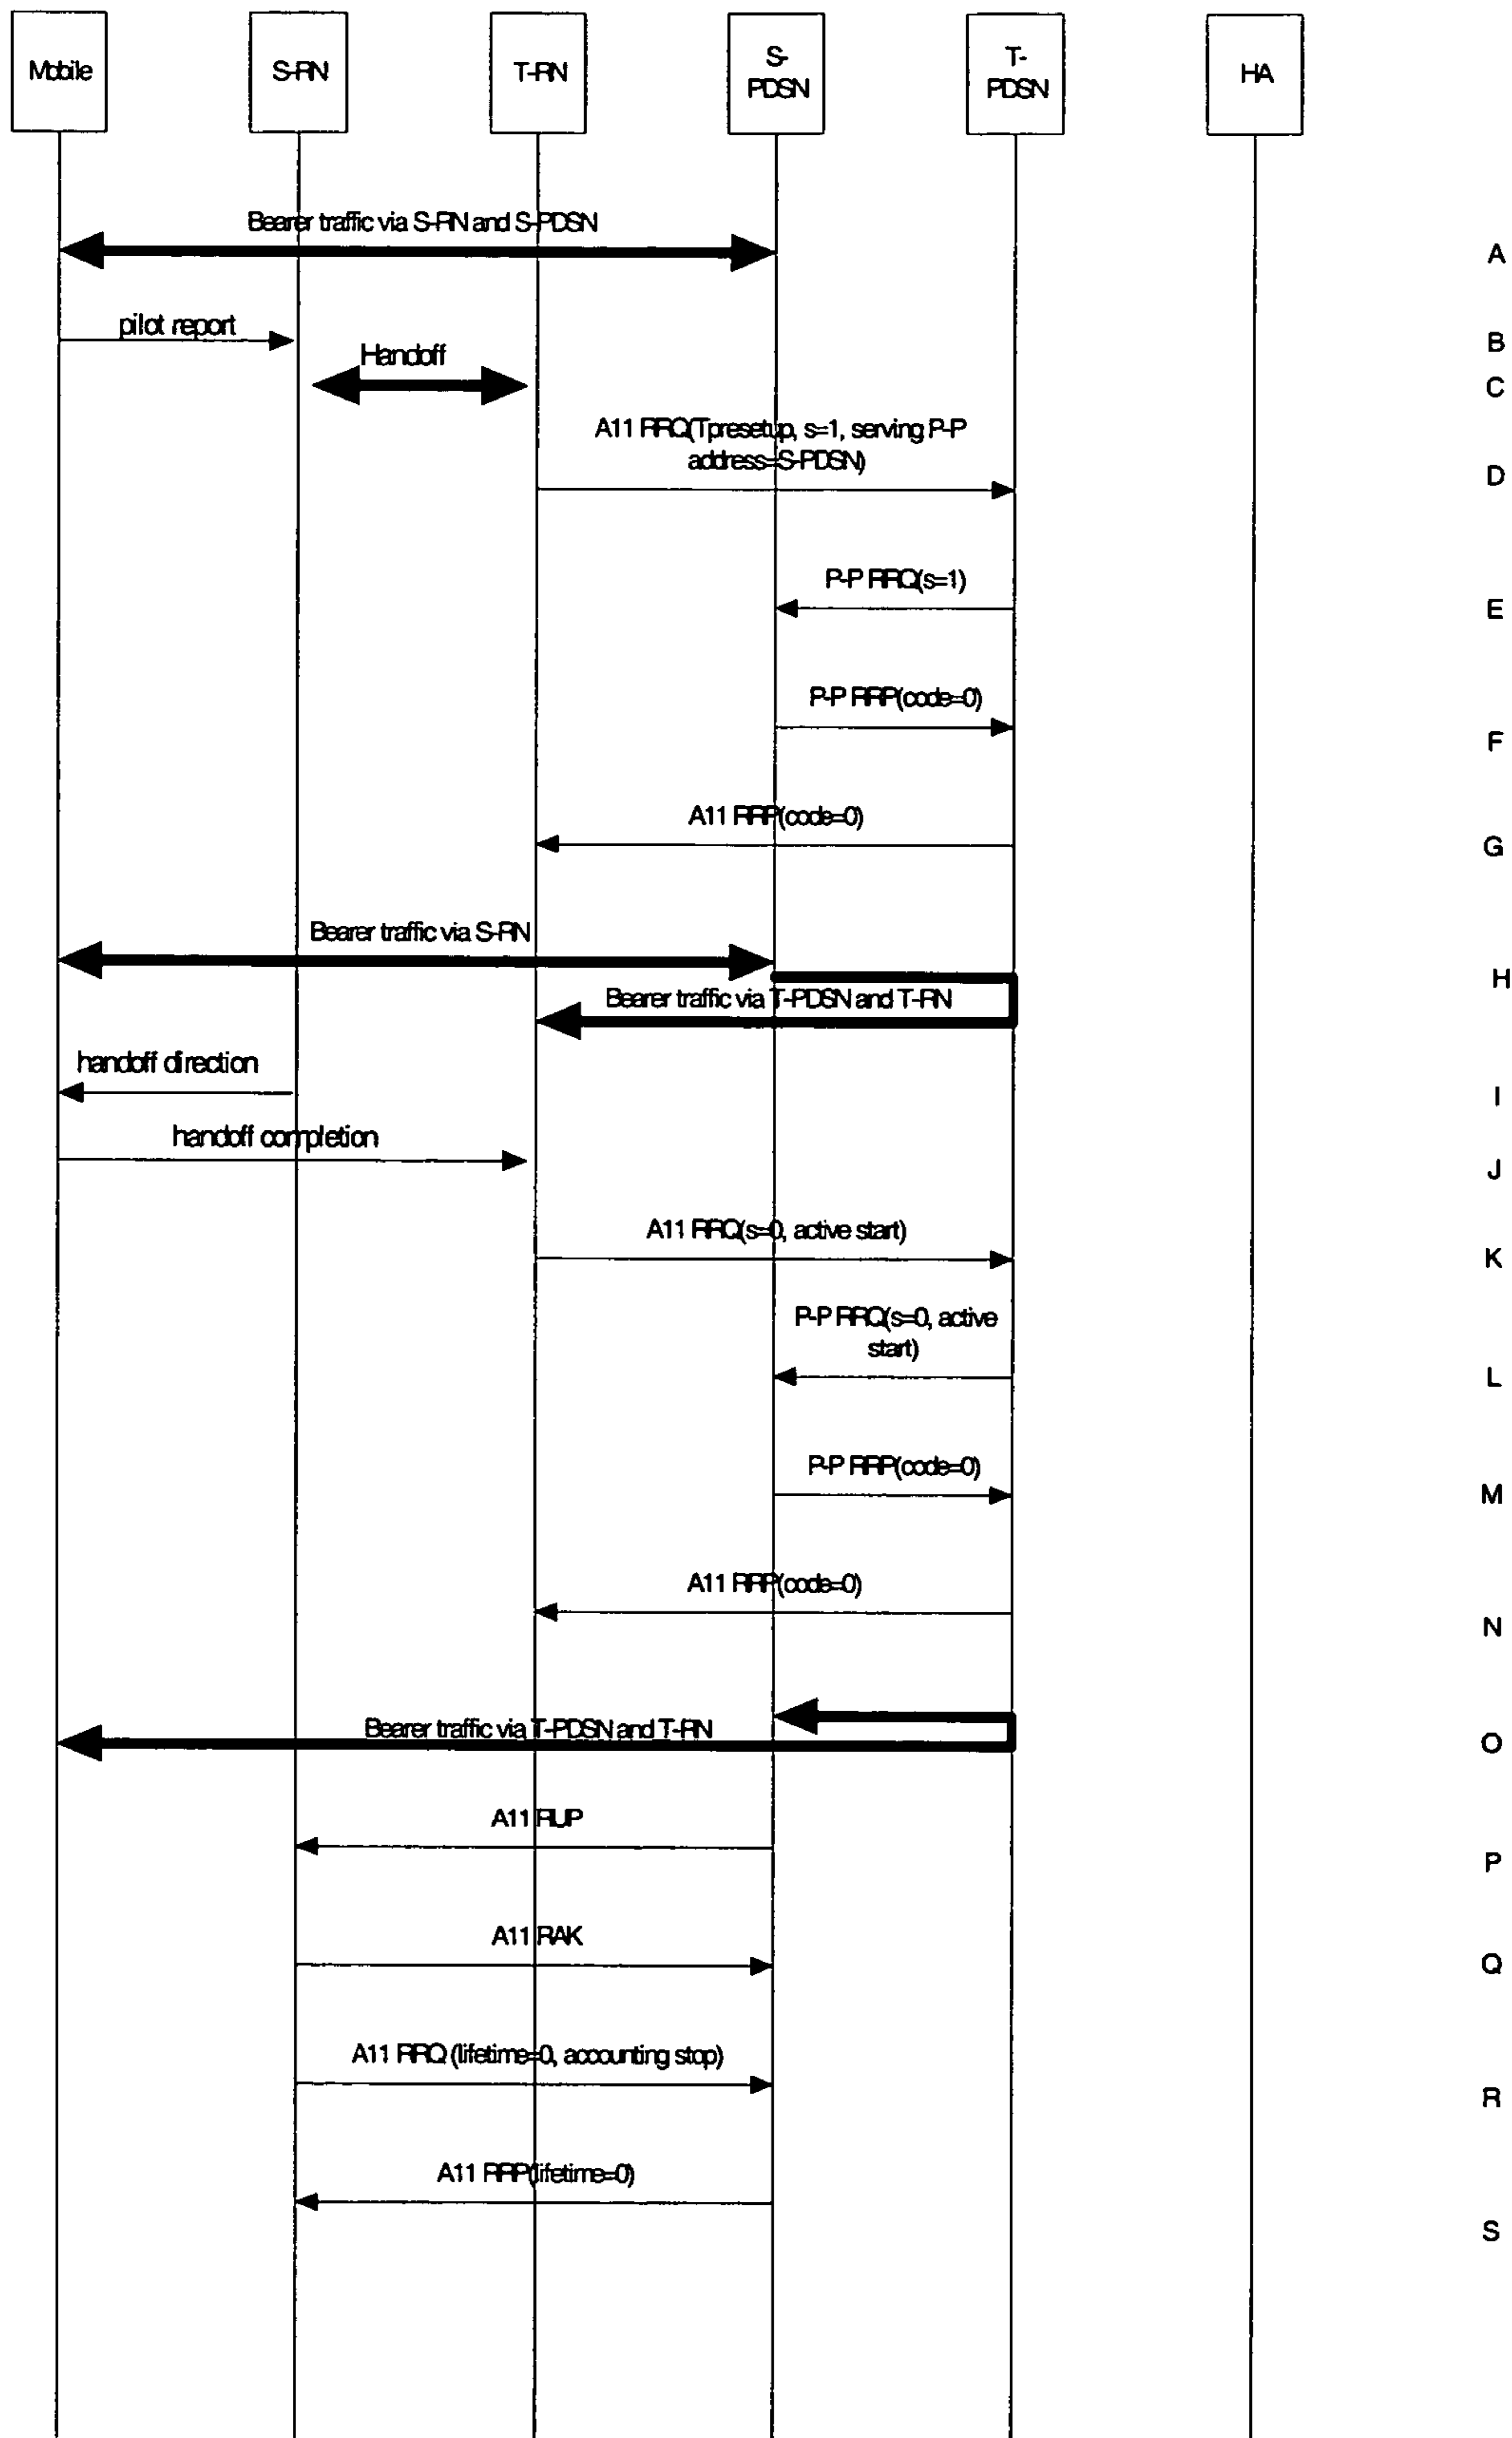 Mobile
S-RN
T-RN
S-
PDSN
T-
PDSN
HA
Bearer traffic via S-RN and S-PDSN
A
pilot report
B
Handoff
C
A11 RRQ(Tpresetup, s=1, serving P-P
address=S-PDSN)
D
P-P RRQ(s=1)
E
P-P RRP(code=0)
F
A11 RRP(code=0)
G
Bearer traffic via S-RN
H
Bearer traffic via T-PDSN and T-RN
handoff direction
I
handoff completion
J
A11 RRQ(s=0, active start)
K
P-P RRQ(s=0, active
start)
L
P-P RRP(code=0)
M
A11 RRP(code=0)
N
Bearer traffic via T-PDSN and T-RN
O
A11 RUP
P
A11 RAK
Q
A11 RRQ (lifetime=0, accounting stop)
R
A11 RRP(lifetime=0)
S